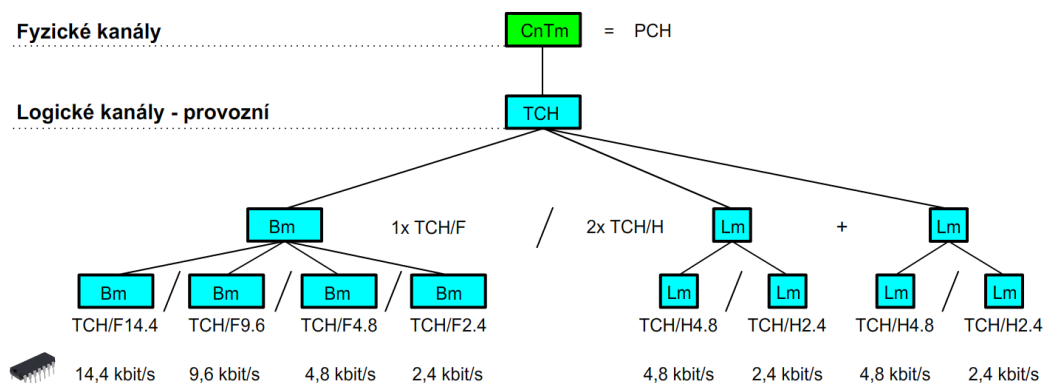 Fyzické kanály CnTm = PCH
Logické kanály - provozní TCH
Bm 1x TCH/F / 2x TCH/H Lm + Lm
Bm / Bm / Bm / Bm Lm / Lm Lm / Lm
TCH/F14.4 TCH/F9.6 TCH/F4.8 TCH/F2.4 TCH/H4.8 TCH/H2.4 TCH/H4.8 TCH/H2.4
14,4 kbit/s 9,6 kbit/s 4,8 kbit/s 2,4 kbit/s 4,8 kbit/s 2,4 kbit/s 4,8 kbit/s 2,4 kbit/s